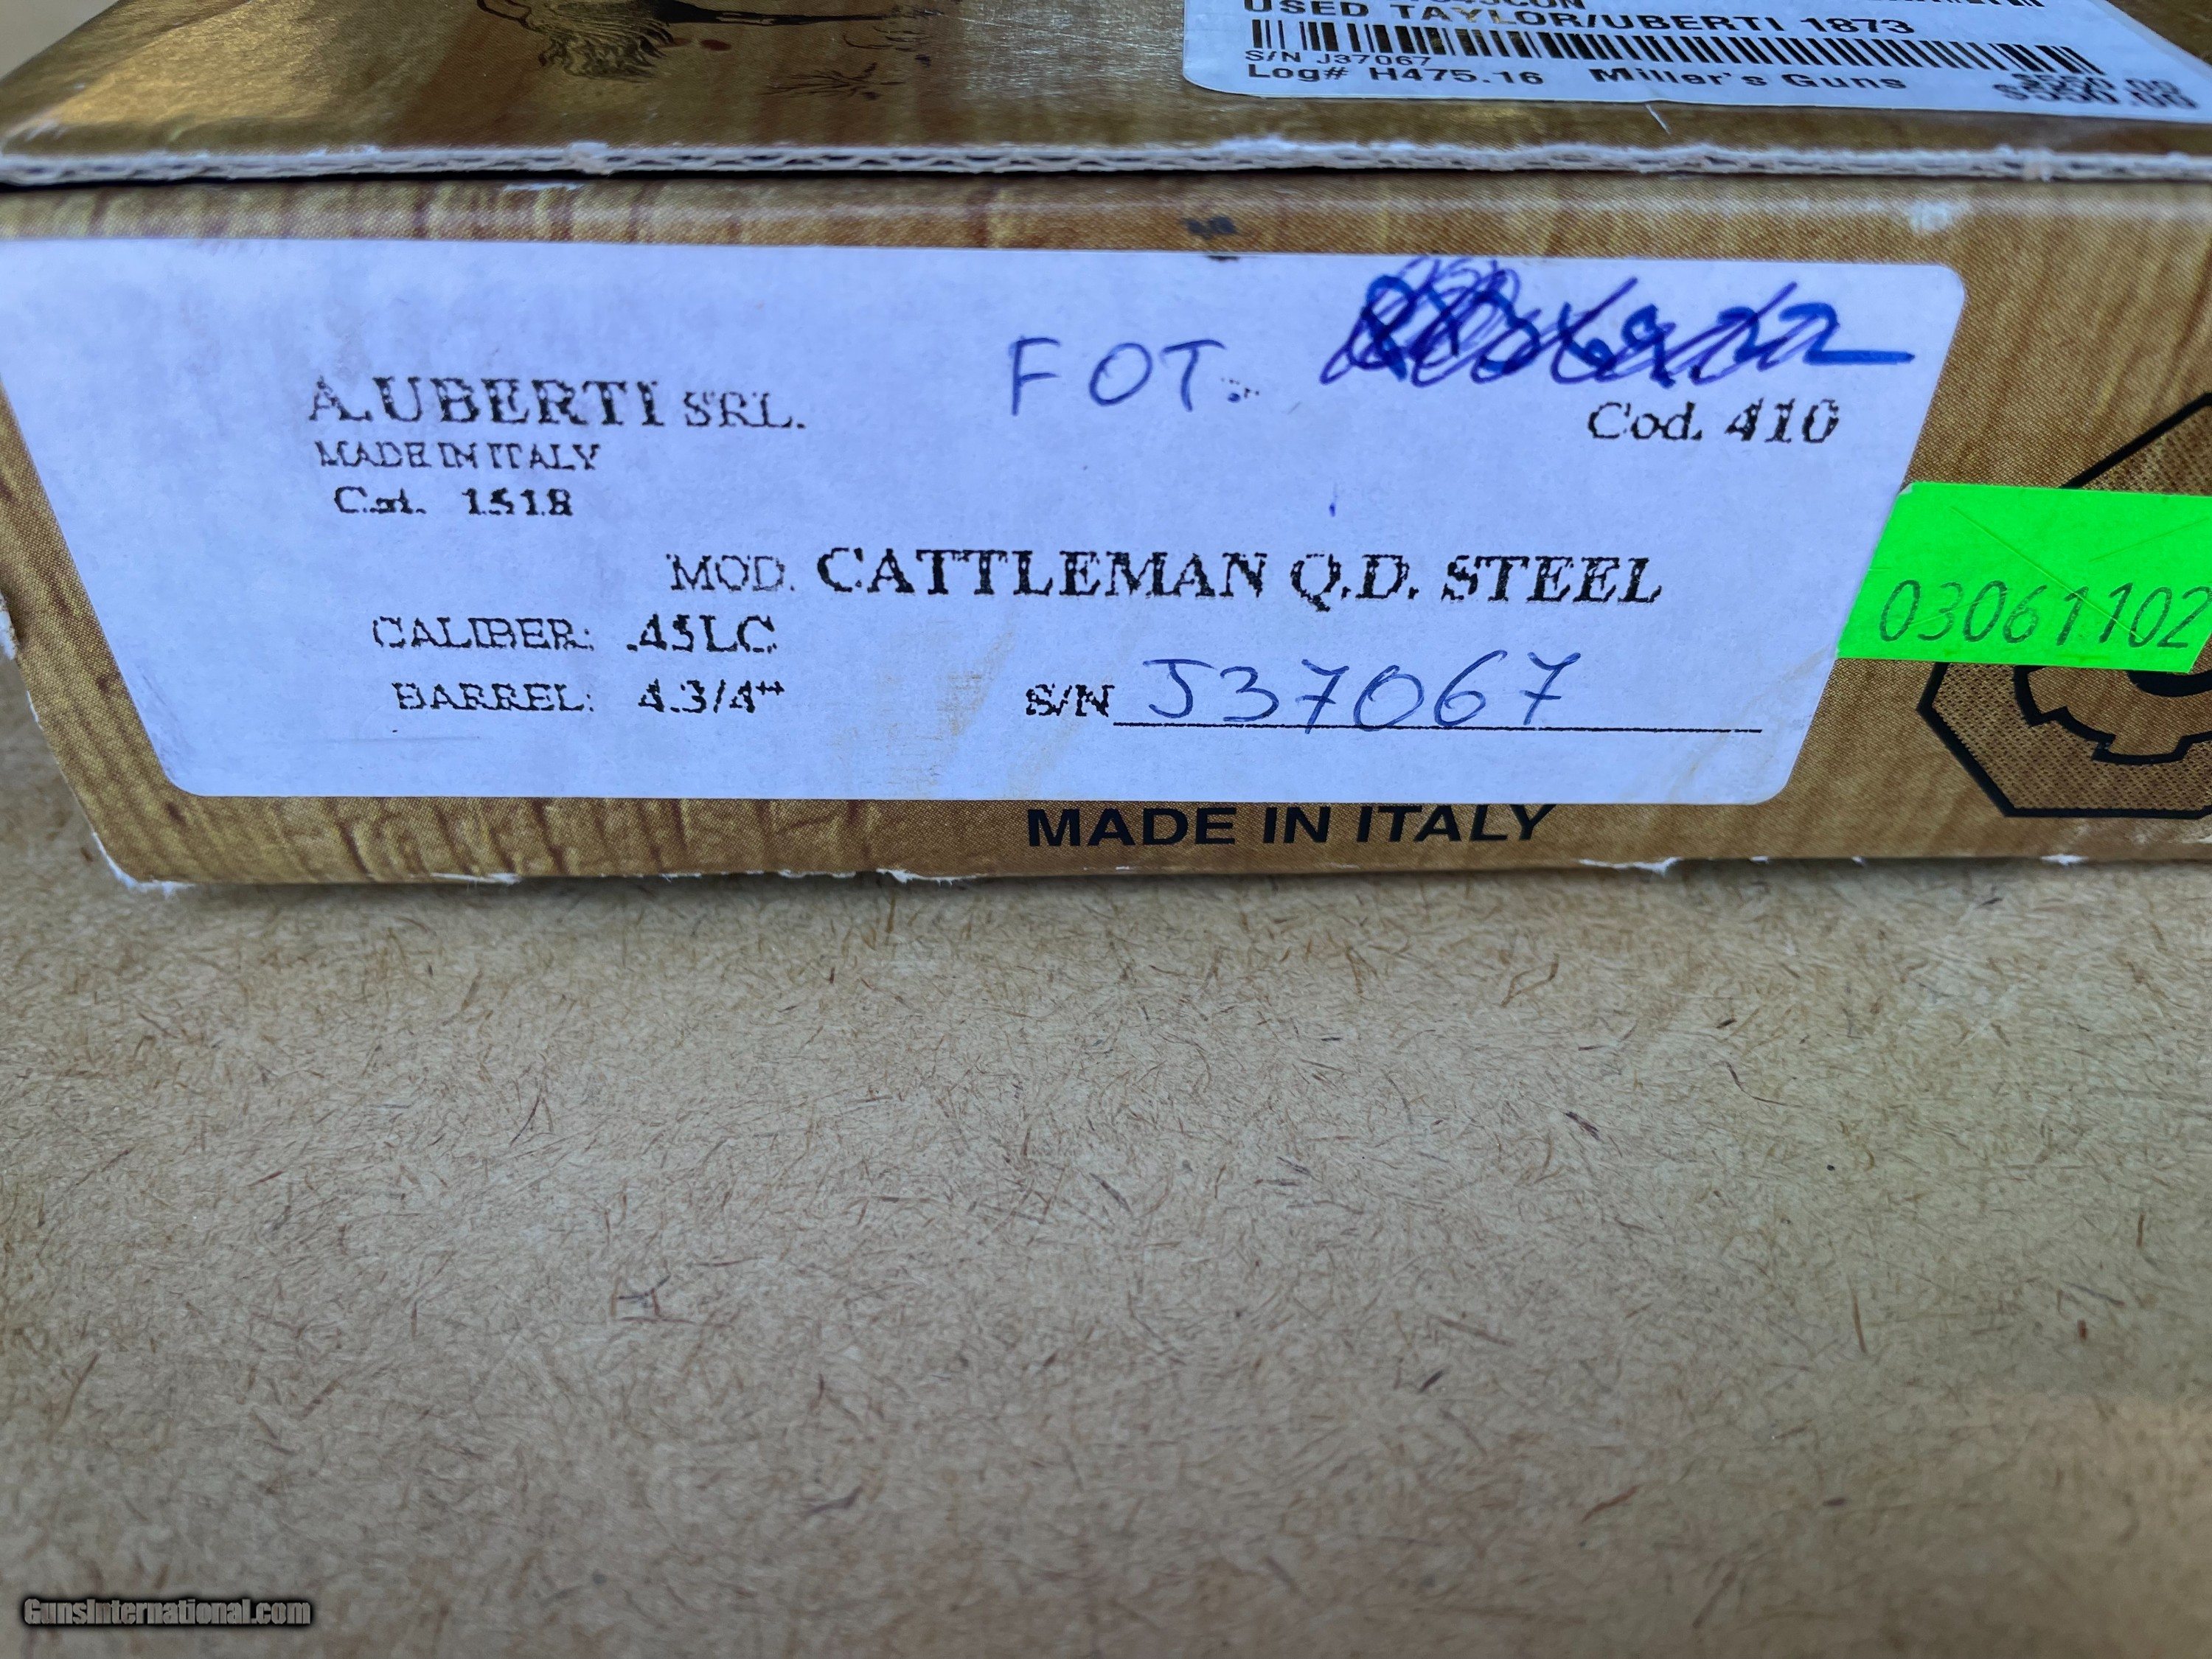 USED TAYLOR/UBERTI 1873
S/N J37067
Log# H475.16 Miller's Guns
A.UBERTI SRL.
FOT.
MADE IN ITALY
Cod. 410
Cat. 1518
MOD. CATTLEMAN Q.D. STEEL
03061102
CALIBER: .45LC
BARREL: 4.3/4"
S/N J37067
MADE IN ITALY
GunsInternational.com